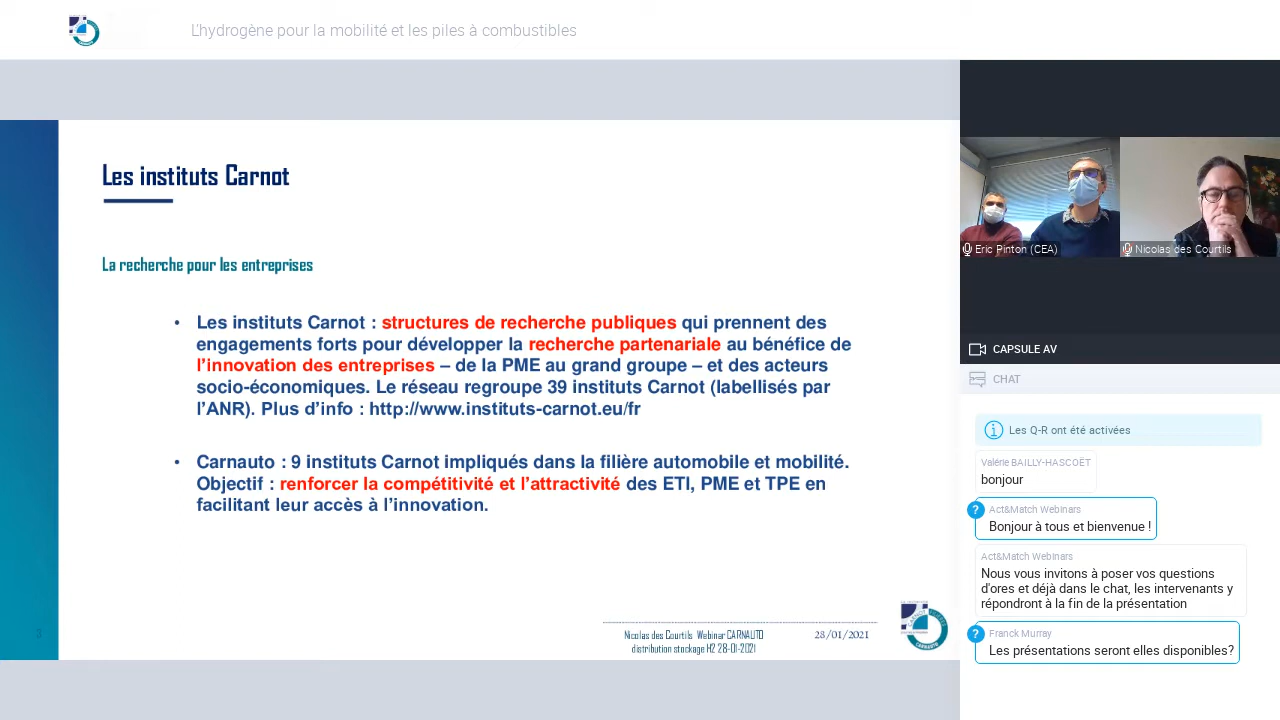 L'hydrogène pour la mobilité et les piles à combustibles
Les instituts Carnot
La recherche pour les entreprises
• Les instituts Carnot : structures de recherche publiques qui prennent des
engagements forts pour développer la recherche partenariale au bénéfice de
l'innovation des entreprises – de la PME au grand groupe – et des acteurs
socio-économiques. Le réseau regroupe 39 instituts Carnot (labellisés par
l'ANR). Plus d'info : http://www.instituts-carnot.eu/fr
• Carnauto : 9 instituts Carnot impliqués dans la filière automobile et mobilité.
Objectif : renforcer la compétitivité et l'attractivité des ETI, PME et TPE en
facilitant leur accès à l'innovation.
3
Nicolas des Courtils Webinar CARNAUTO
distribution stockage H2 28-01-2021
28/01/2021
Eric Pinton (CEA)
Nicolas des Courtils
CAPSULE AV
CHAT
Les Q-R ont été activées
Valérie BAILLY-HASCOËT
bonjour
?
Act&Match Webinars
Bonjour à tous et bienvenue !
Act&Match Webinars
Nous vous invitons à poser vos questions
d'ores et déjà dans le chat, les intervenants y
répondront à la fin de la présentation
?
Franck Murray
Les présentations seront elles disponibles?